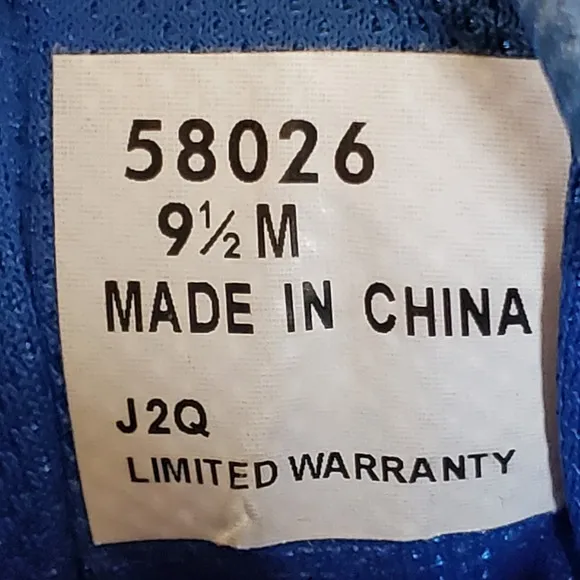 58026
9½ M
MADE IN CHINA
J2Q
LIMITED WARRANTY